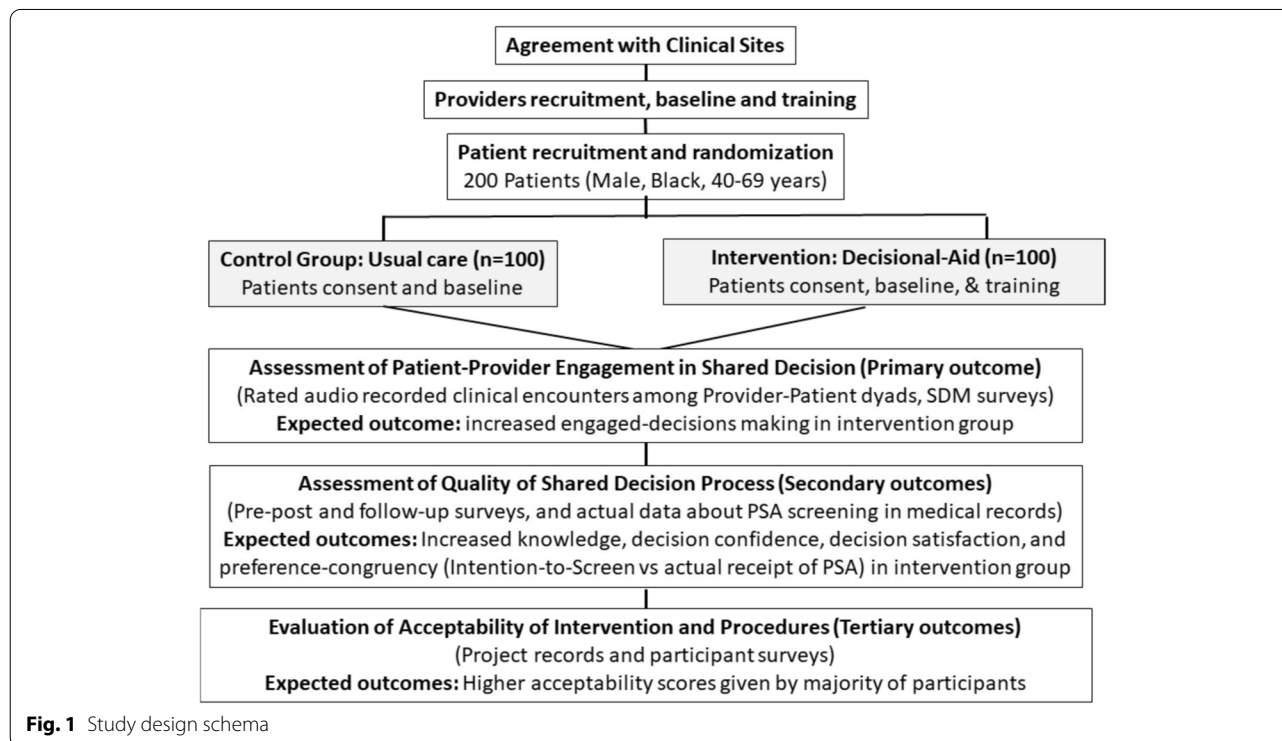 Agreement with Clinical Sites
Providers recruitment, baseline and training
Patient recruitment and randomization
200 Patients (Male, Black, 40-69 years)
Control Group: Usual care (n=100)
Patients consent and baseline
Intervention: Decisional-Aid (n=100)
Patients consent, baseline, & training
Assessment of Patient-Provider Engagement in Shared Decision (Primary outcome)
(Rated audio recorded clinical encounters among Provider-Patient dyads, SDM surveys)
Expected outcome: increased engaged-decisions making in intervention group
Assessment of Quality of Shared Decision Process (Secondary outcomes)
(Pre-post and follow-up surveys, and actual data about PSA screening in medical records)
Expected outcomes: Increased knowledge, decision confidence, decision satisfaction, and
preference-congruency (Intention-to-Screen vs actual receipt of PSA) in intervention group
Evaluation of Acceptability of Intervention and Procedures (Tertiary outcomes)
(Project records and participant surveys)
Expected outcomes: Higher acceptability scores given by majority of participants
Fig. 1 Study design schema